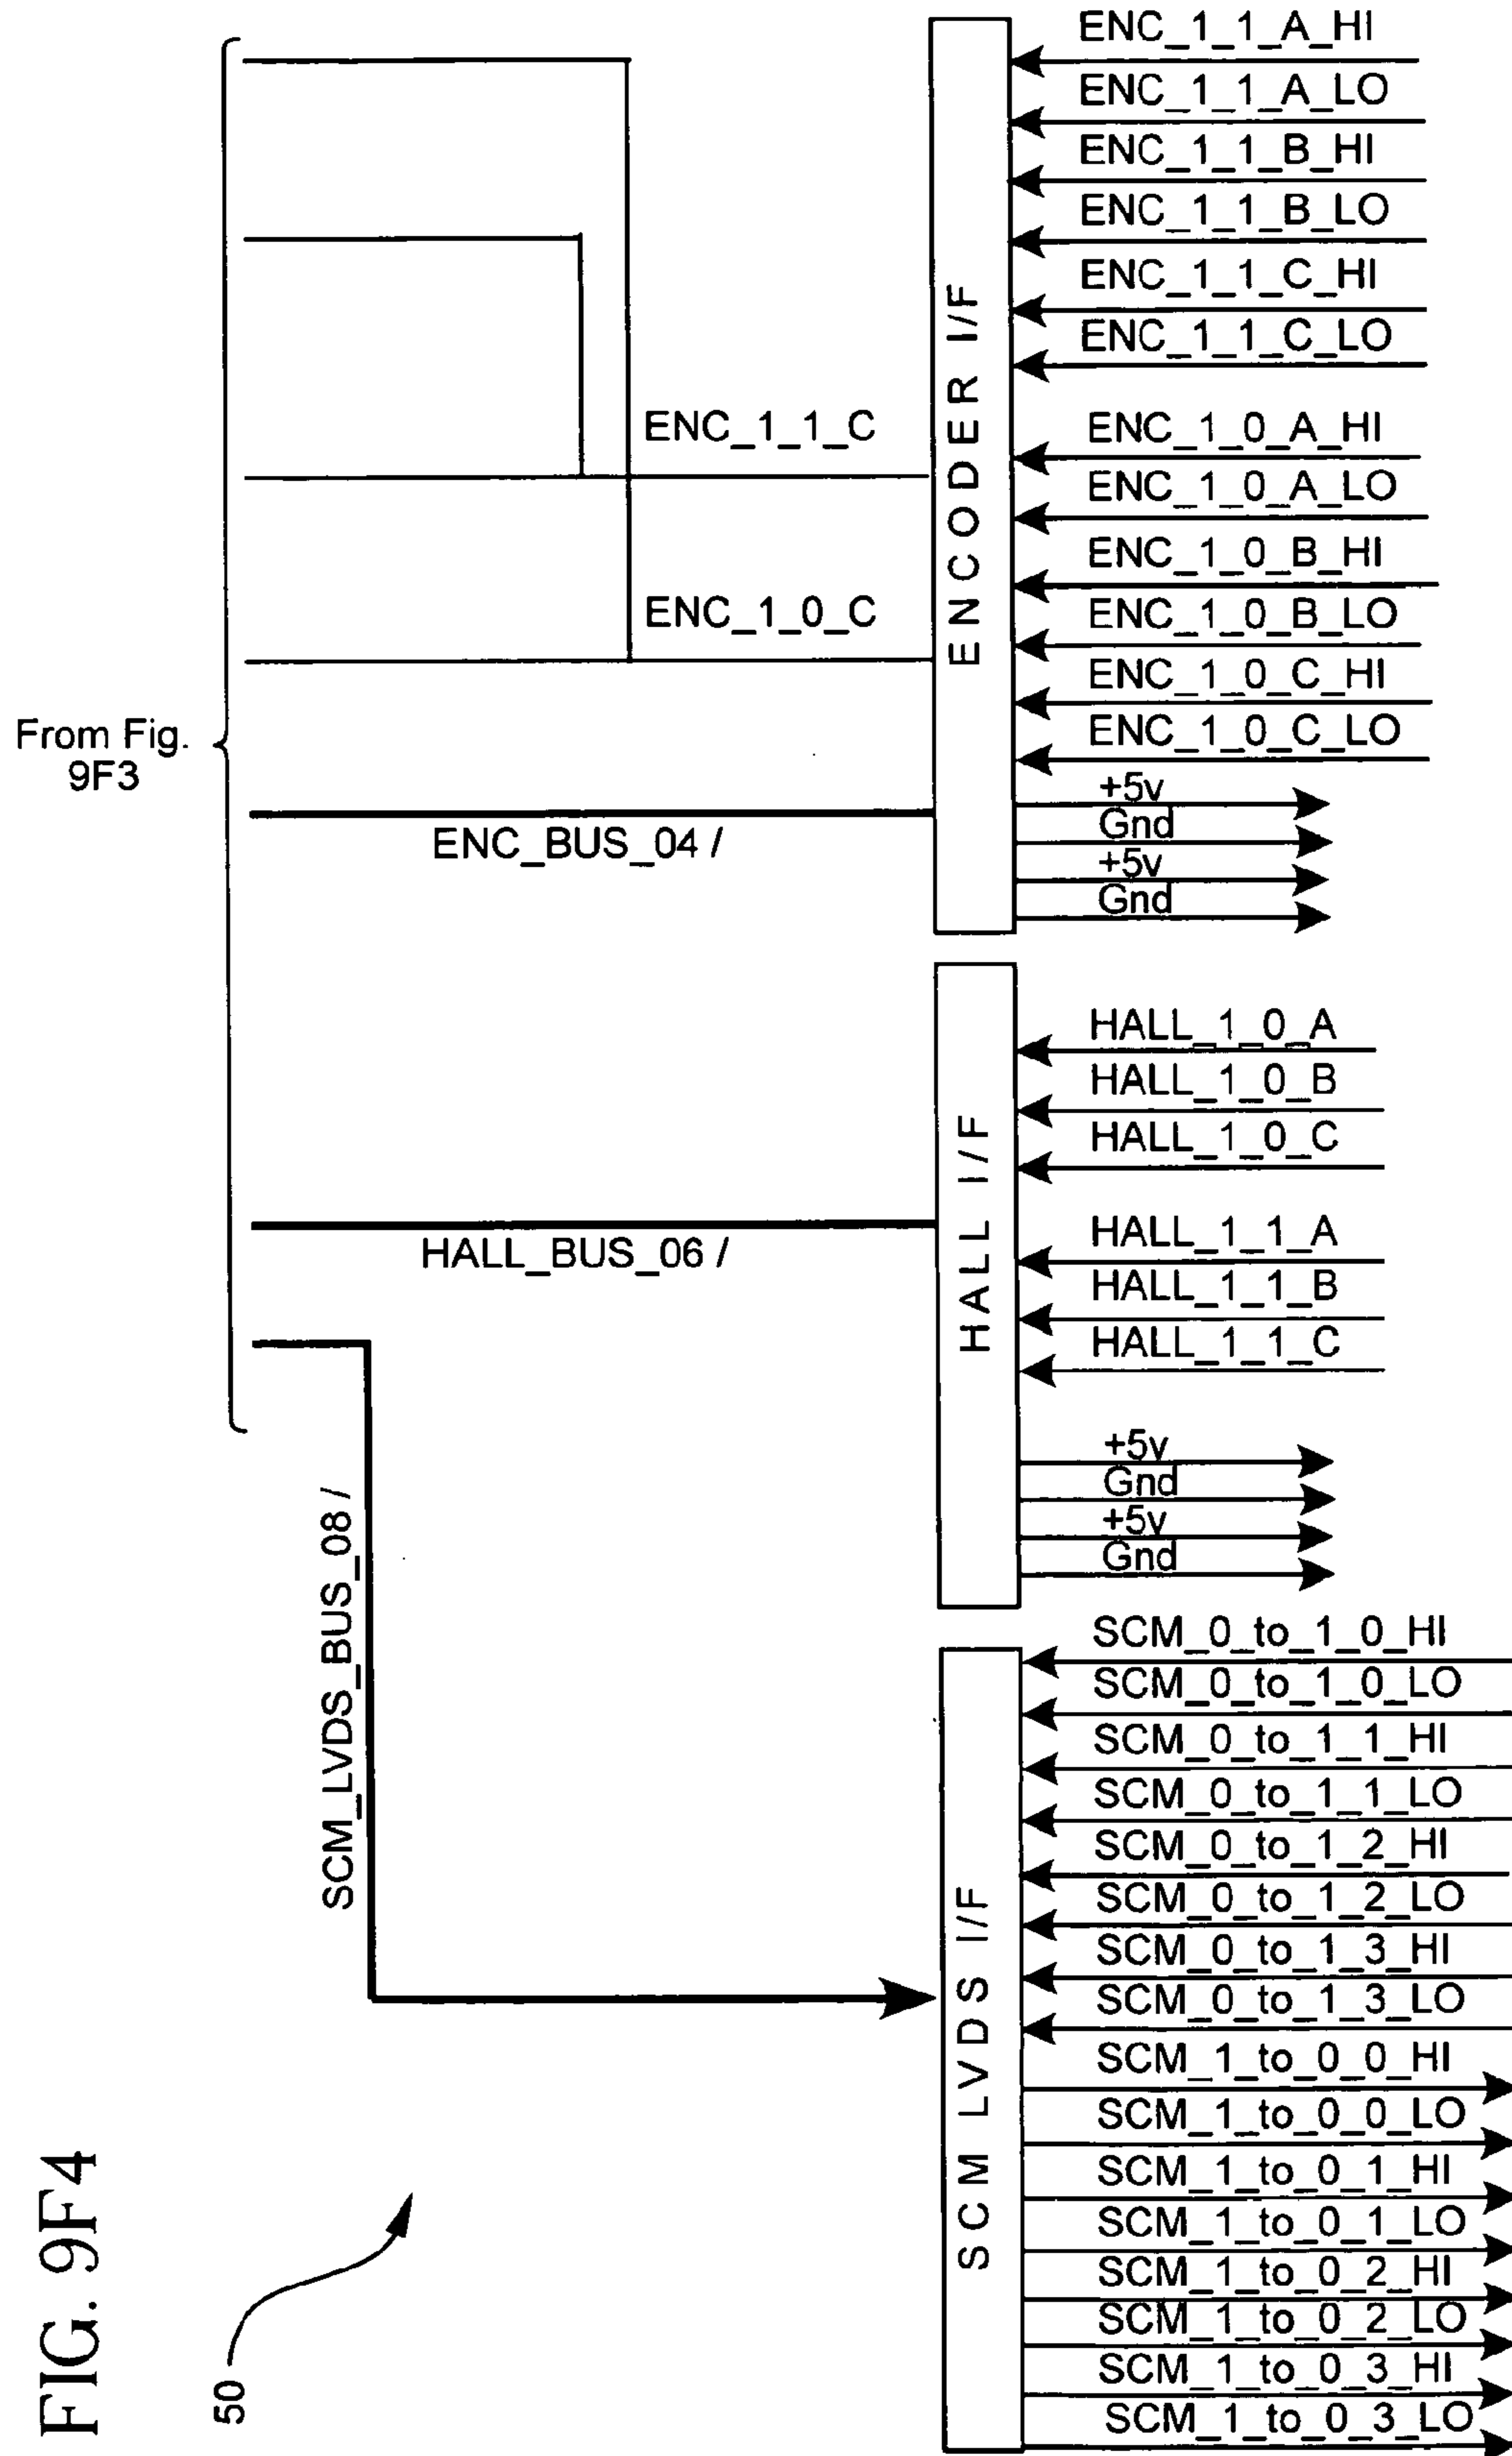 FIG. 9F4
50
From Fig.
9F3
ENC_1_1_C
ENC_1_0_C
ENC_BUS_04 /
HALL_BUS_06 /
SCM_LVDS_BUS_08 /
ENCODER I/F
ENC_1_1_A_HI
ENC_1_1_A_LO
ENC_1_1_B_HI
ENC_1_1_B_LO
ENC_1_1_C_HI
ENC_1_1_C_LO
ENC_1_0_A_HI
ENC_1_0_A_LO
ENC_1_0_B_HI
ENC_1_0_B_LO
ENC_1_0_C_HI
ENC_1_0_C_LO
+5v
Gnd
+5v
Gnd
HALL I/F
HALL_1_0_A
HALL_1_0_B
HALL_1_0_C
HALL_1_1_A
HALL_1_1_B
HALL_1_1_C
+5v
Gnd
+5v
Gnd
SCM LVDS I/F
SCM_0_to_1_0_HI
SCM_0_to_1_0_LO
SCM_0_to_1_1_HI
SCM_0_to_1_1_LO
SCM_0_to_1_2_HI
SCM_0_to_1_2_LO
SCM_0_to_1_3_HI
SCM_0_to_1_3_LO
SCM_1_to_0_0_HI
SCM_1_to_0_0_LO
SCM_1_to_0_1_HI
SCM_1_to_0_1_LO
SCM_1_to_0_2_HI
SCM_1_to_0_2_LO
SCM_1_to_0_3_HI
SCM_1_to_0_3_LO